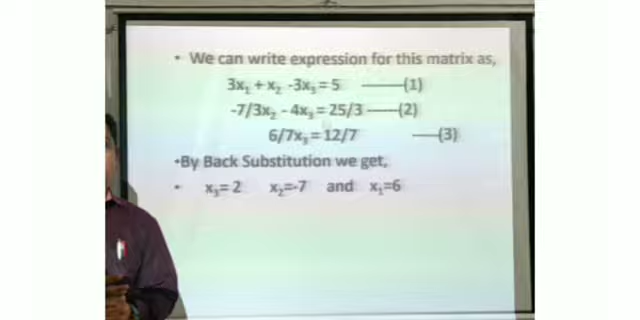 • We can write expression for this matrix as,
3x₁ + x₂ -3x₃ = 5 ——(1)
-7/3x₂ - 4x₃ = 25/3 ——(2)
6/7x₃ = 12/7 ——(3)
•By Back Substitution we get,
• x₃= 2 x₂=-7 and x₁=6